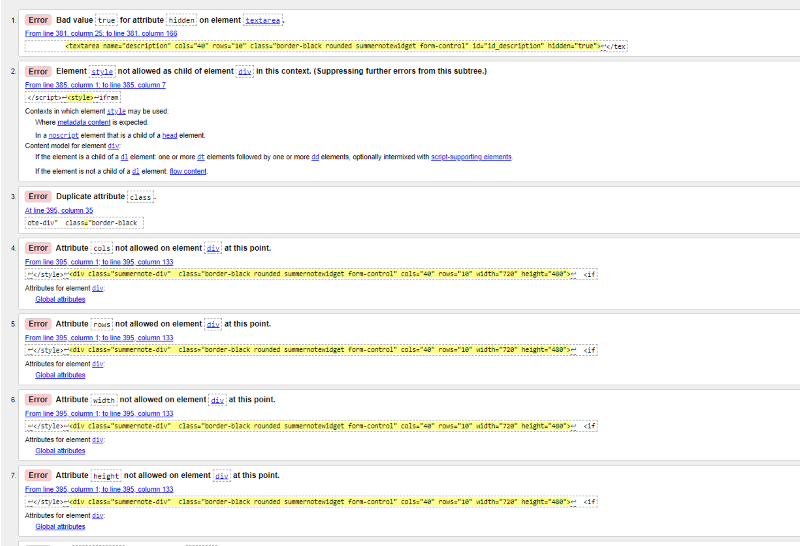 1. Error Bad value true for attribute hidden on element textarea.
From line 381, column 25; to line 381, column 166
<textarea name="description" cols="40" rows="10" class="border-black rounded summernotewidget form-control" id="id_description" hidden="true">↩</tex
2. Error Element style not allowed as child of element div in this context. (Suppressing further errors from this subtree.)
From line 385, column 1; to line 385, column 7
</script>↩<style>↩ifram
Contexts in which element style may be used:
Where metadata content is expected.
In a noscript element that is a child of a head element.
Content model for element div:
If the element is a child of a dl element: one or more dt elements followed by one or more dd elements, optionally intermixed with script-supporting elements.
If the element is not a child of a dl element: flow content.
3. Error Duplicate attribute class.
At line 395, column 35
ote-div"  class="border-black
4. Error Attribute cols not allowed on element div at this point.
From line 395, column 1; to line 395, column 133
↩</style>↩<div class="summernote-div"  class="border-black rounded summernotewidget form-control" cols="40" rows="10" width="720" height="480">↩  <if
Attributes for element div:
Global attributes
5. Error Attribute rows not allowed on element div at this point.
From line 395, column 1; to line 395, column 133
↩</style>↩<div class="summernote-div"  class="border-black rounded summernotewidget form-control" cols="40" rows="10" width="720" height="480">↩  <if
Attributes for element div:
Global attributes
6. Error Attribute width not allowed on element div at this point.
From line 395, column 1; to line 395, column 133
↩</style>↩<div class="summernote-div"  class="border-black rounded summernotewidget form-control" cols="40" rows="10" width="720" height="480">↩  <if
Attributes for element div:
Global attributes
7. Error Attribute height not allowed on element div at this point.
From line 395, column 1; to line 395, column 133
↩</style>↩<div class="summernote-div"  class="border-black rounded summernotewidget form-control" cols="40" rows="10" width="720" height="480">↩  <if
Attributes for element div:
Global attributes